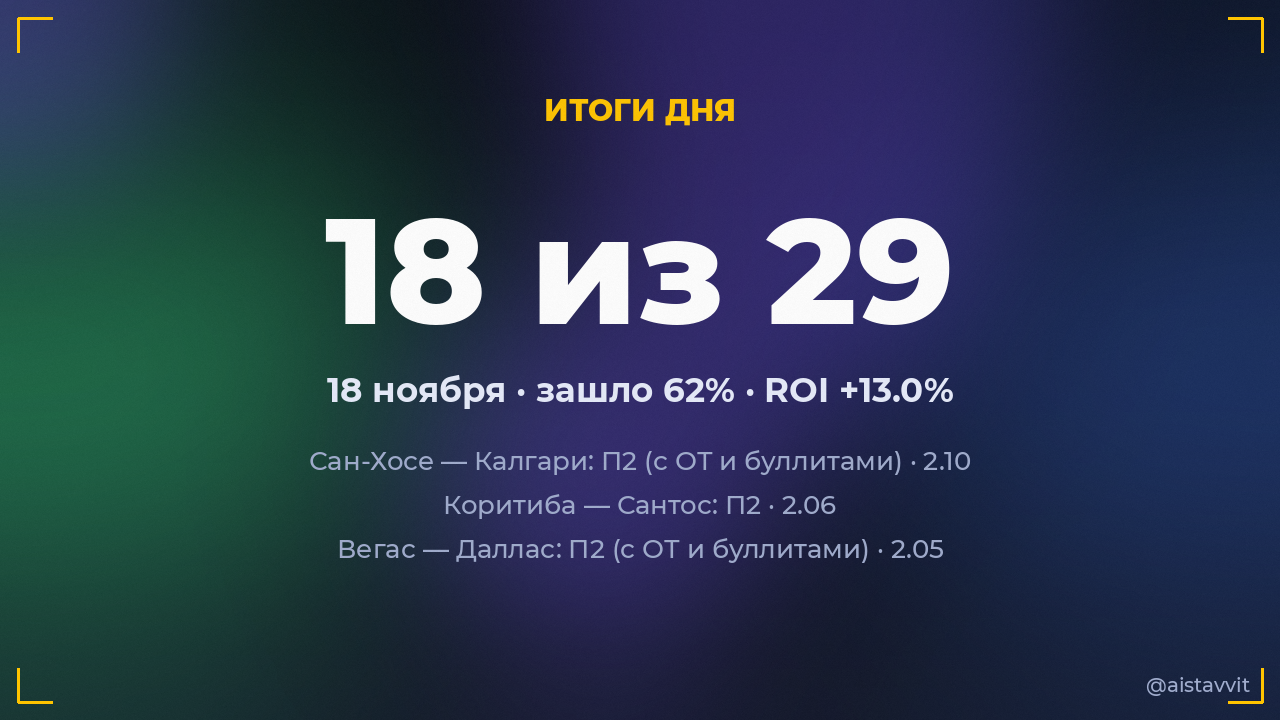 ИТОГИ ДНЯ
18 из 29
18 ноября · зашло 62% · ROI +13.0%
Сан-Хосе — Калгари: П2 (с ОТ и буллитами) · 2.10
Коритиба — Сантос: П2 · 2.06
Вегас — Даллас: П2 (с ОТ и буллитами) · 2.05
@aistavvit